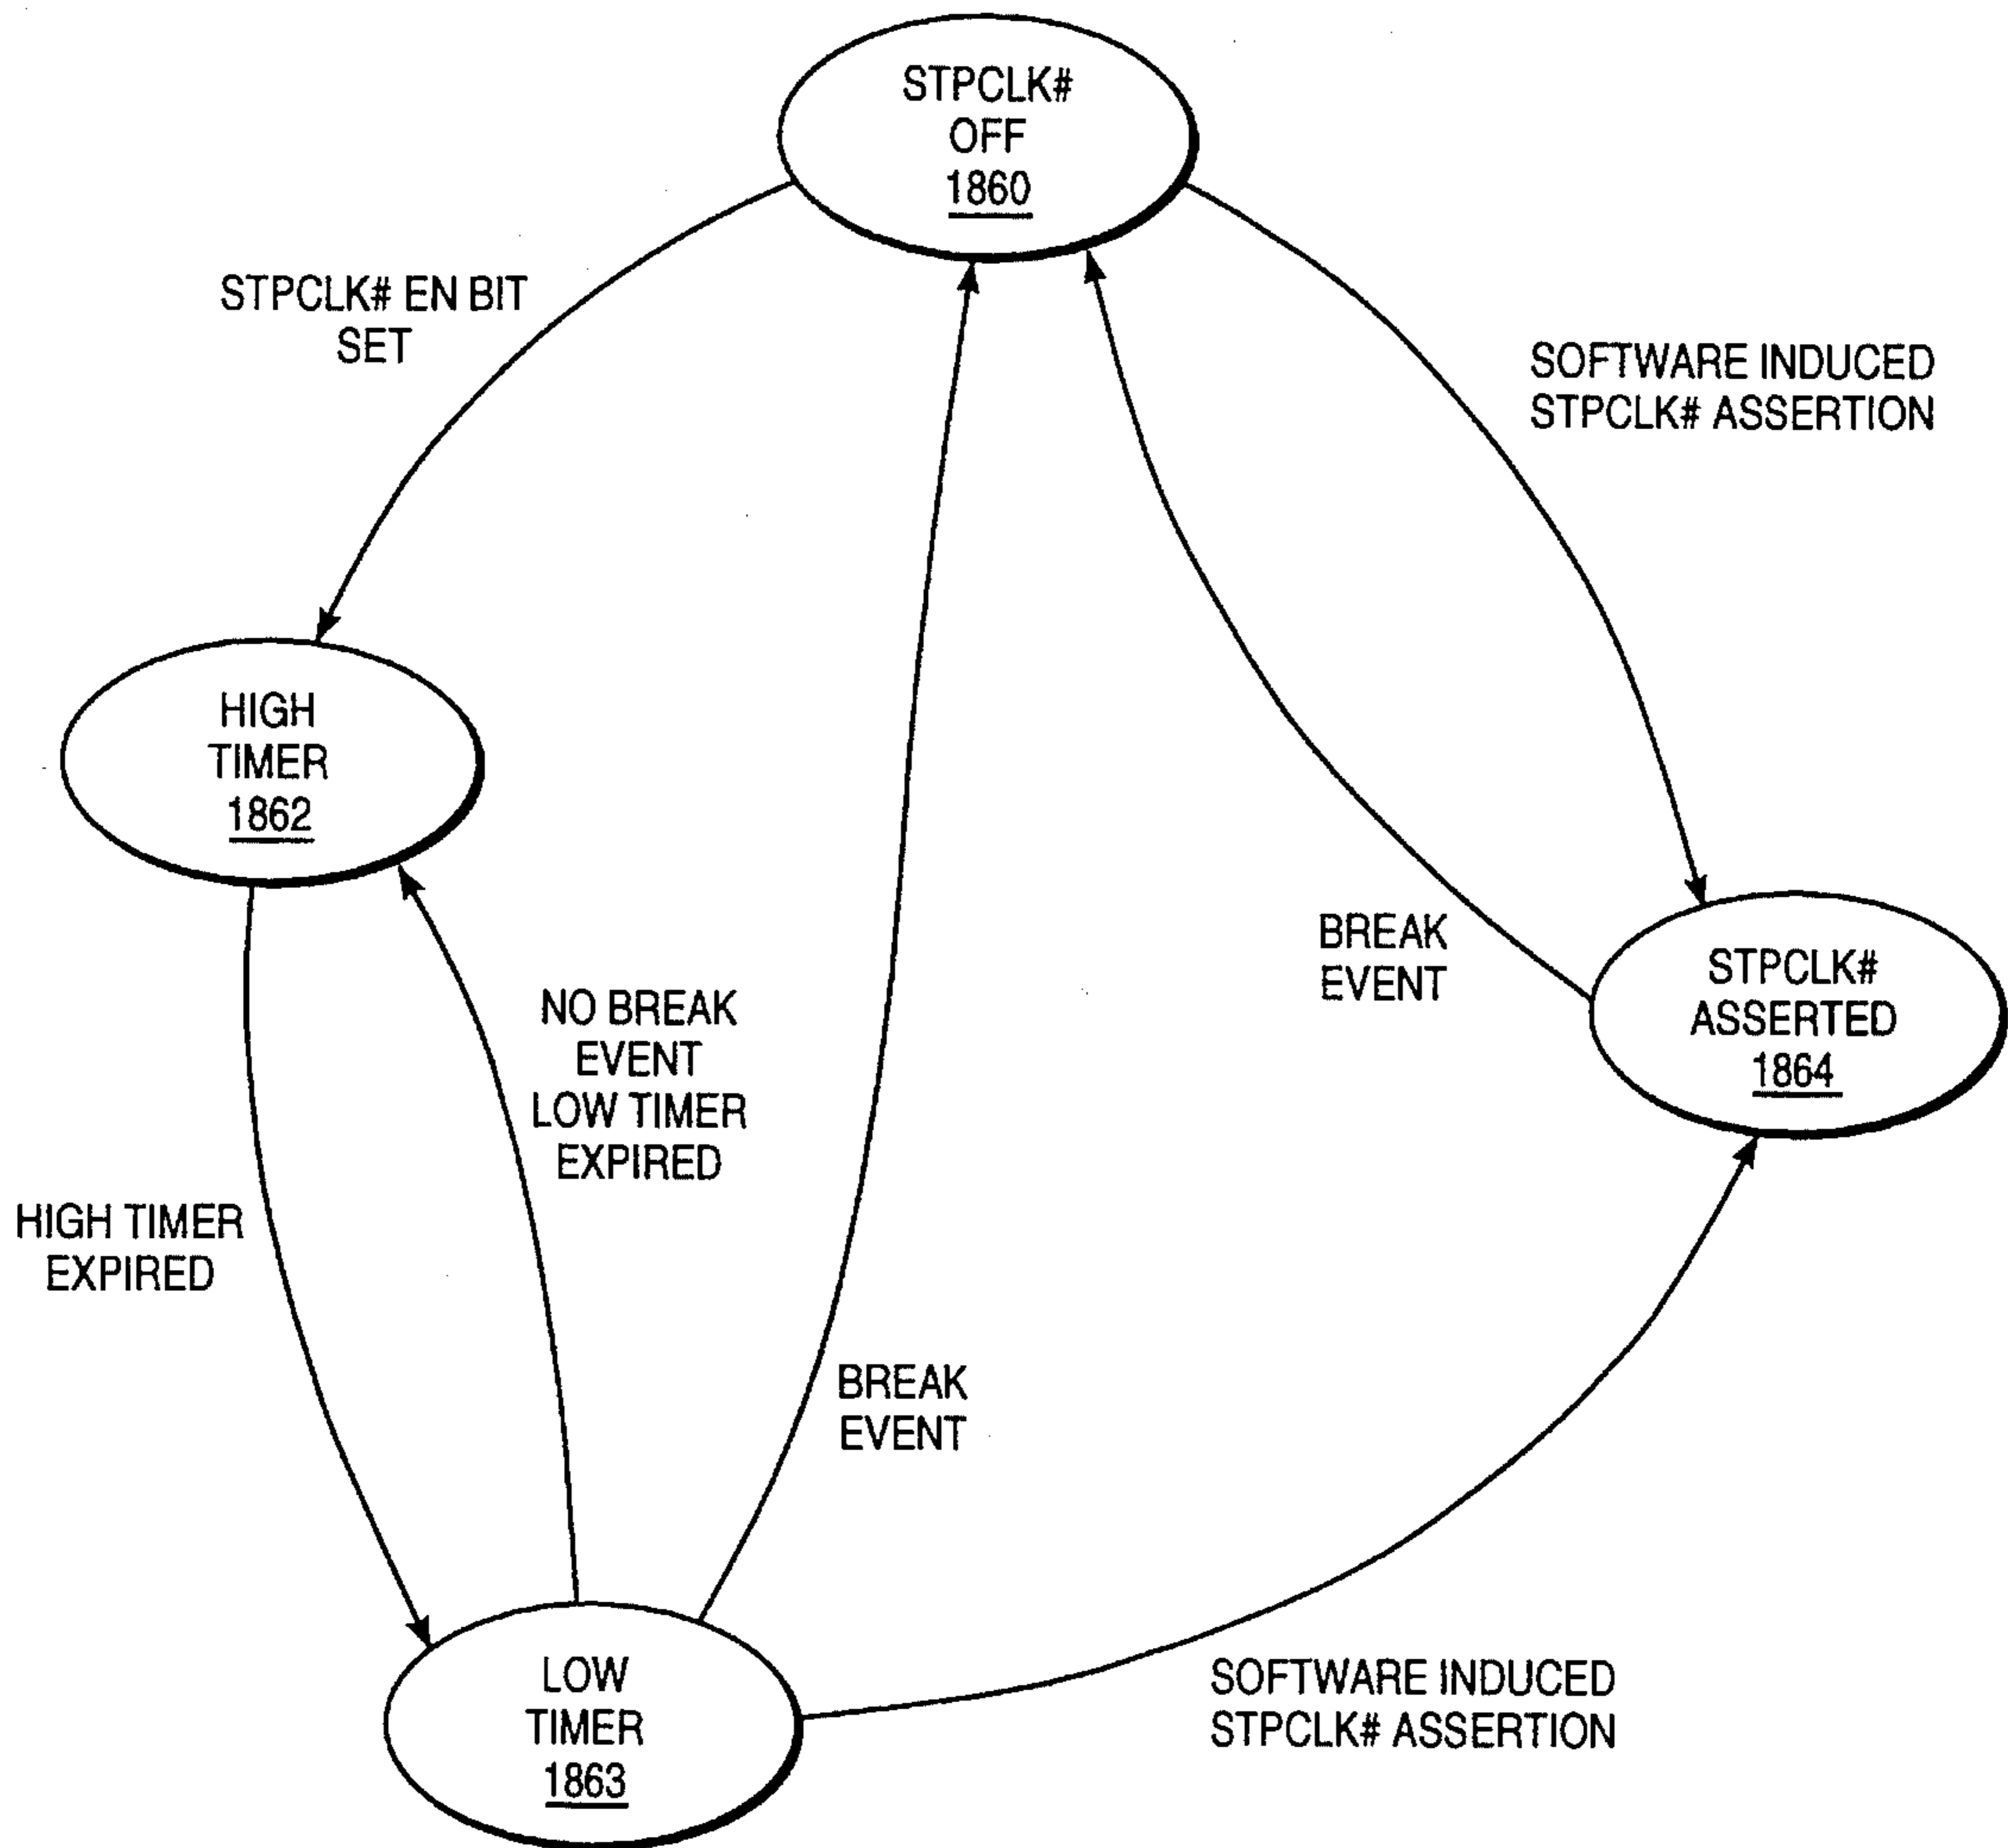 STPCLK#
OFF
1860
STPCLK# EN BIT
SET
SOFTWARE INDUCED
STPCLK# ASSERTION
HIGH
TIMER
1862
BREAK
EVENT
STPCLK#
ASSERTED
1864
NO BREAK
EVENT
LOW TIMER
EXPIRED
HIGH TIMER
EXPIRED
BREAK
EVENT
LOW
TIMER
1863
SOFTWARE INDUCED
STPCLK# ASSERTION